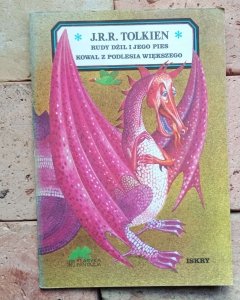 J.R.R. TOLKIEN
RUDY DŻIL I JEGO PIES
KOWAL Z PODLESIA WIĘKSZEGO
ISKRY